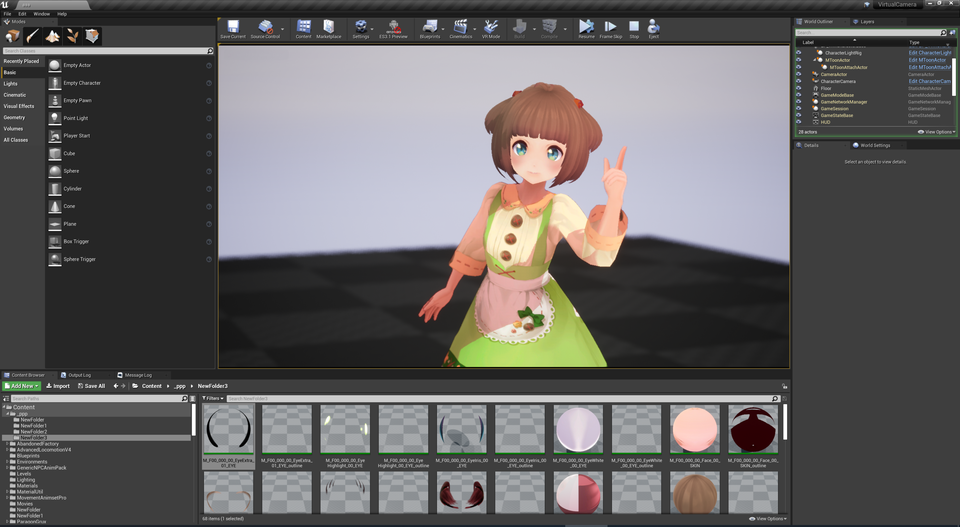 VirtualCamera
File Edit Window Help
Modes
Search Classes
Recently Placed
Basic
Lights
Cinematic
Visual Effects
Geometry
Volumes
All Classes
Empty Actor
Empty Character
Empty Pawn
Point Light
Player Start
Cube
Sphere
Cylinder
Cone
Plane
Box Trigger
Sphere Trigger
Save Current
Source Control
Content
Marketplace
Settings
ES3.1 Preview
Blueprints
Cinematics
VR Mode
Build
Compile
Resume
Frame Skip
Stop
Eject
World Outliner
Layers
Search...
Label
Type
CharacterLightRig Edit CharacterLight
MToonActor Edit MToonActor
MToonAttachActor Edit MToonAttachA
CameraActor CameraActor
CharacterCamera Edit CharacterCam
Floor StaticMeshActor
GameModeBase GameModeBase
GameNetworkManager GameNetworkManag
GameSession GameSession
GameStateBase GameStateBase
HUD HUD
28 actors
View Options
Details
World Settings
Select an object to view details.
Content Browser
Output Log
Message Log
Add New
Import
Save All
Content
_ppp
NewFolder3
Search Paths
Filters
Search NewFolder3
Content
_ppp
NewFolder
NewFolder1
NewFolder2
NewFolder3
AbandonedFactory
AdvancedLocomotionV4
Blueprints
Environments
GenericNPCAnimPack
Levels
Lighting
Materials
MaterialUtil
MovementAnimsetPro
Movies
NewFolder
NewFolder1
ParagonGrux
M_F00_000_00_EyeExtra_01_EYE
M_F00_000_00_EyeExtra_01_EYE_outline
M_F00_000_00_EyeHighlight_00_EYE
M_F00_000_00_EyeHighlight_00_EYE_outline
M_F00_000_00_EyeIris_00_EYE
M_F00_000_00_EyeIris_00_EYE_outline
M_F00_000_00_EyeWhite_00_EYE
M_F00_000_00_EyeWhite_00_EYE_outline
M_F00_000_00_Face_00_SKIN
M_F00_000_00_Face_00_SKIN_outline
68 items (1 selected)
View Options